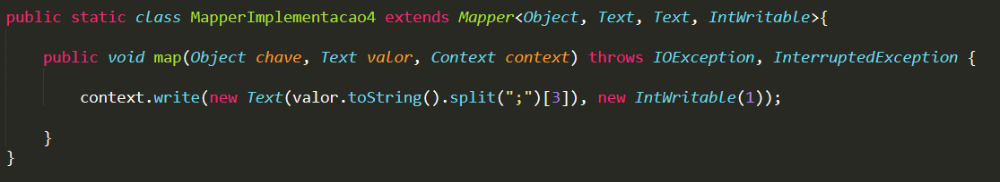 public static class MapperImplementacao4 extends Mapper<Object, Text, Text, IntWritable>{
public void map(Object chave, Text valor, Context context) throws IOException, InterruptedException {
context.write(new Text(valor.toString().split(";")[3]), new IntWritable(1));
}
}